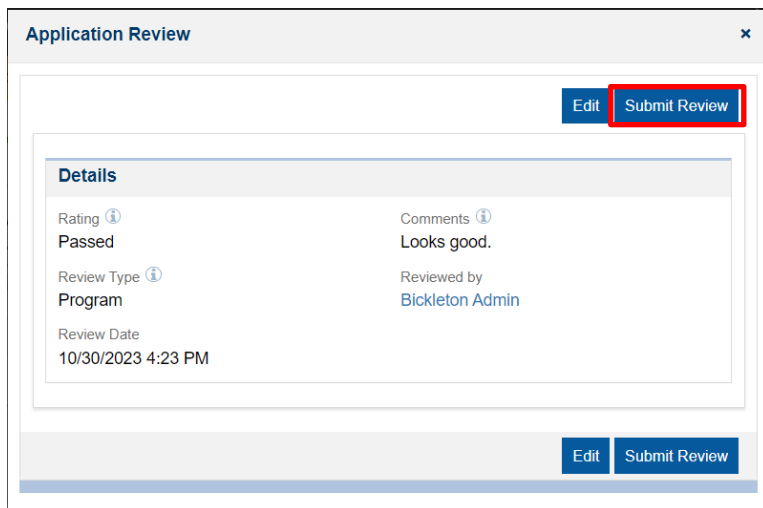 Application Review ×
Edit Submit Review
Details
Rating
Passed
Comments
Looks good.
Review Type
Program
Reviewed by
Bickleton Admin
Review Date
10/30/2023 4:23 PM
Edit Submit Review